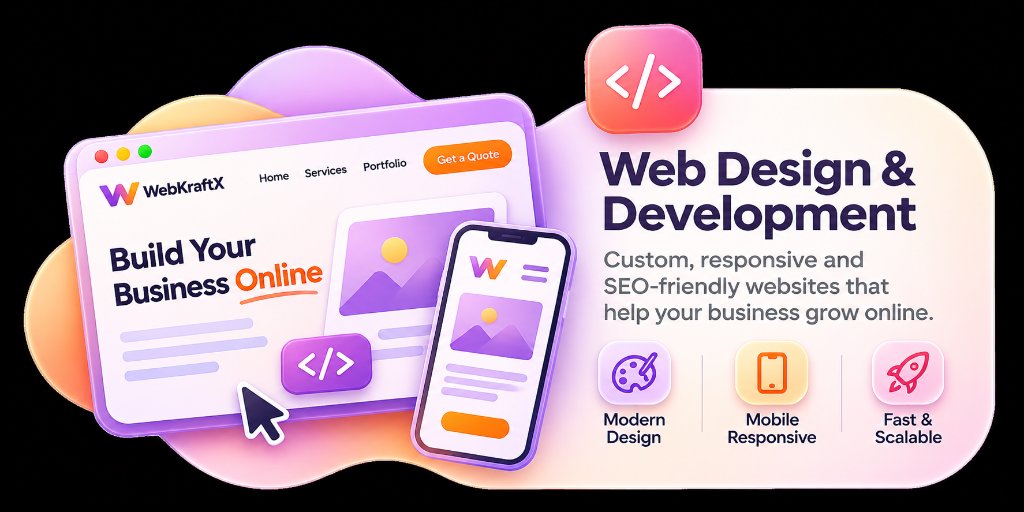 WebKraftX
Home
Services
Portfolio
Get a Quote
Build Your
Business Online
</>
W
</>
Web Design &
Development
Custom, responsive and
SEO-friendly websites that
help your business grow online.
Modern
Design
Mobile
Responsive
Fast &
Scalable